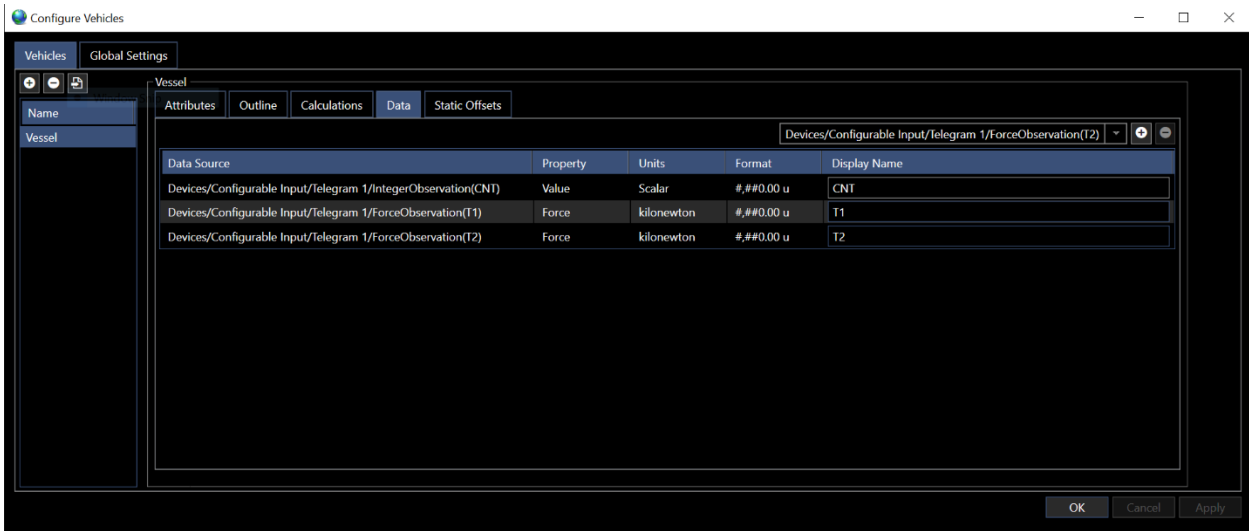 Configure Vehicles
Vehicles Global Settings
Vessel
Attributes Outline Calculations Data Static Offsets
Name
Vessel
Devices/Configurable Input/Telegram 1/ForceObservation(T2)
Data Source Property Units Format Display Name
Devices/Configurable Input/Telegram 1/IntegerObservation(CNT) Value Scalar #,##0.00 u CNT
Devices/Configurable Input/Telegram 1/ForceObservation(T1) Force kilonewton #,##0.00 u T1
Devices/Configurable Input/Telegram 1/ForceObservation(T2) Force kilonewton #,##0.00 u T2
OK Cancel Apply